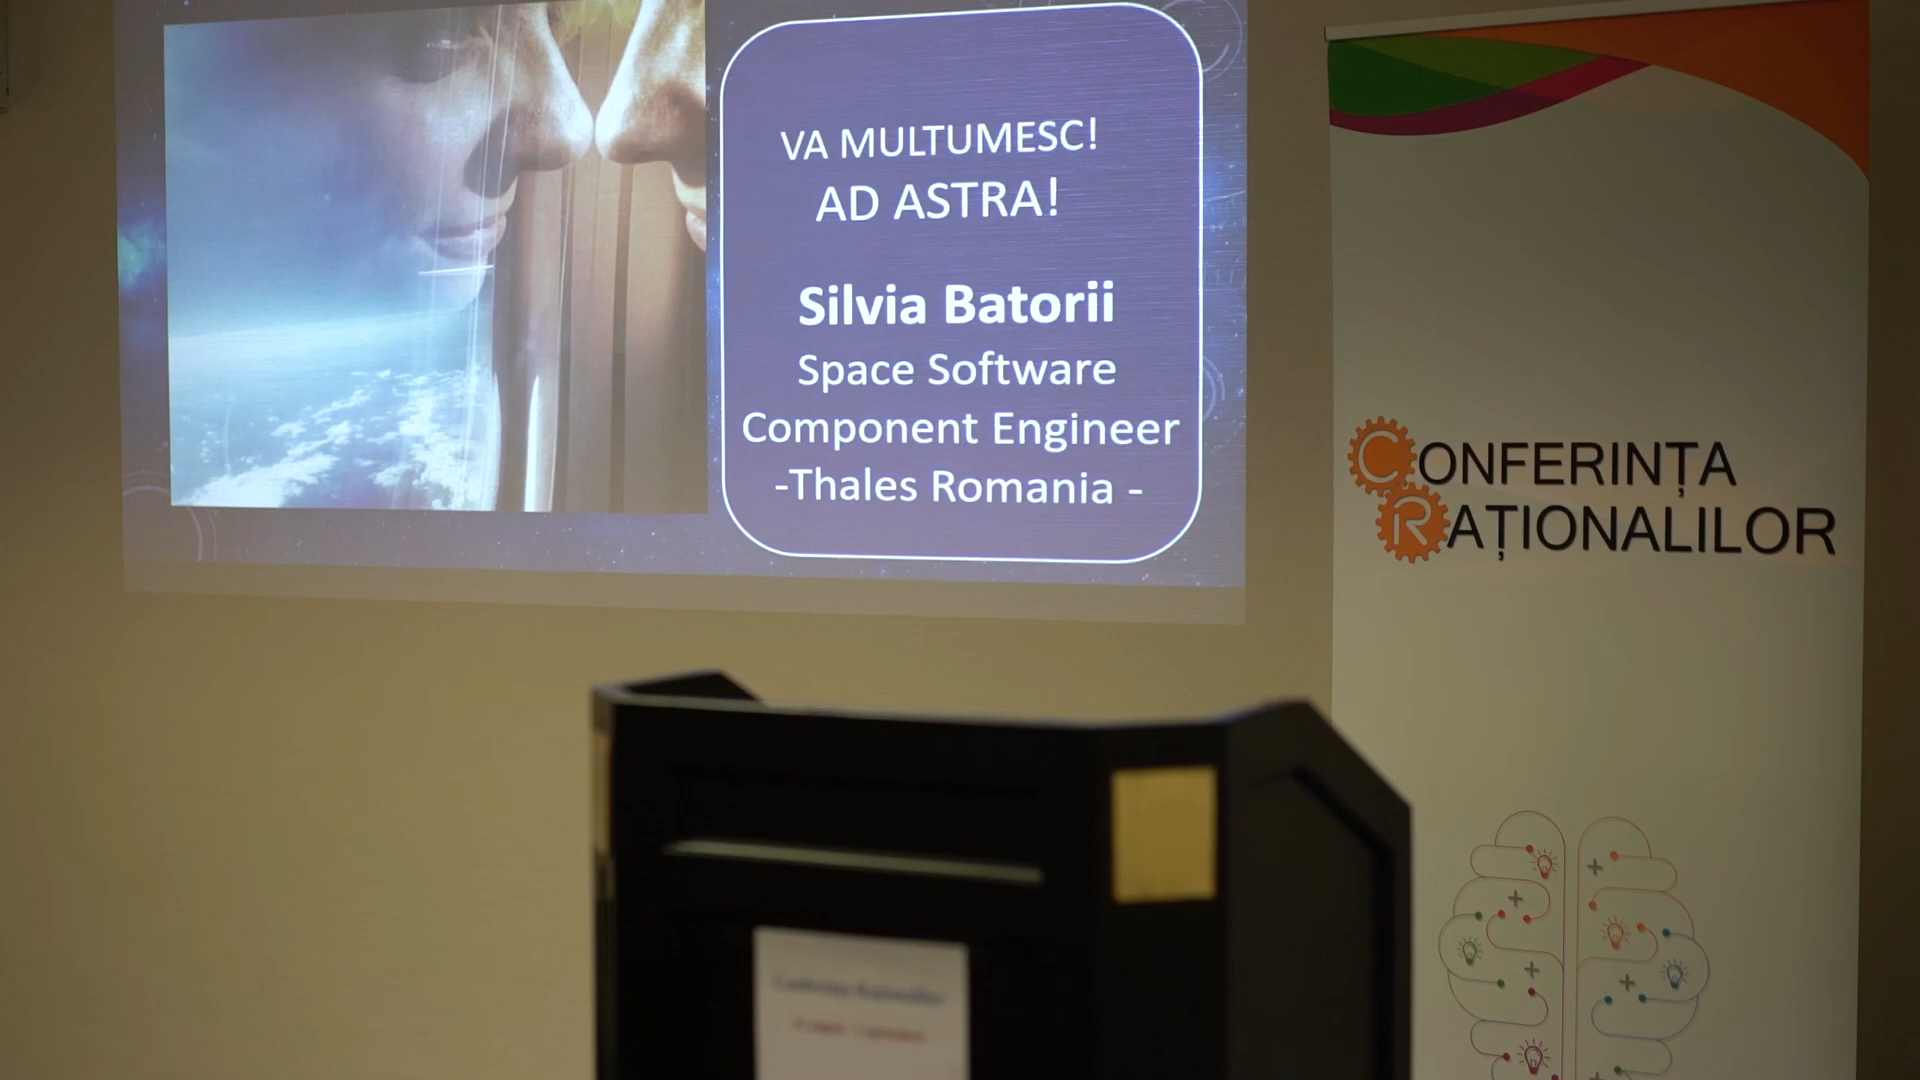 VA MULTUMESC!
AD ASTRA!
Silvia Batorii
Space Software
Component Engineer
-Thales Romania -
CONFERINȚA
RAȚIONALILOR